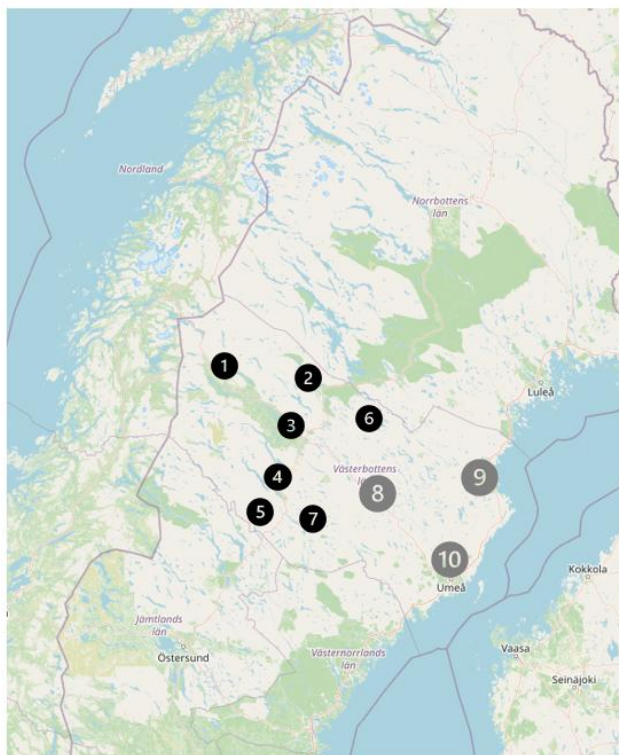 Nordland
Norrbottens
län
1
2
Luleå
6
3
Västerbottens
län
4
9
8
5
7
10
Kokkola
Umeå
Jämtlands
län
Vaasa
Östersund
Västernorrlands
län
Seinäjoki